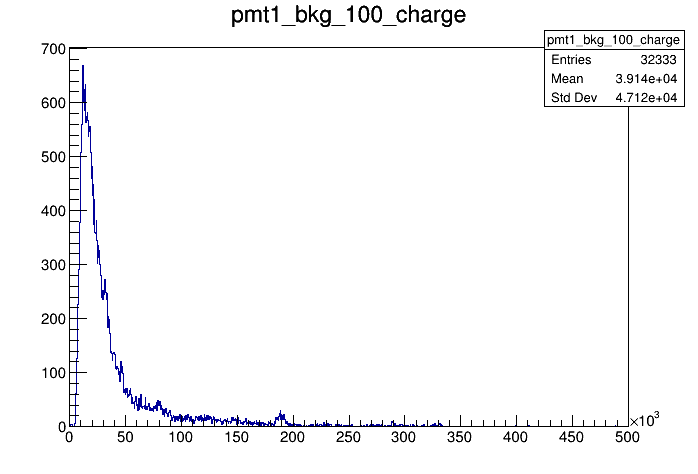 pmt1_bkg_100_charge
pmt1_bkg_100_charge
Entries 32333
Mean 3.914e+04
Std Dev 4.712e+04
700
600
500
400
300
200
100
0
0 50 100 150 200 250 300 350 400 450 500
×10³